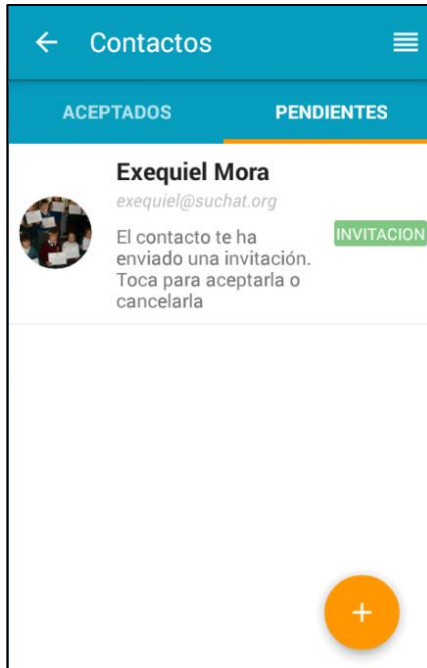 Contactos
ACEPTADOS
PENDIENTES
Exequiel Mora
exequiel@suchat.org
El contacto te ha
enviado una invitación.
Toca para aceptarla o
cancelarla
INVITACION